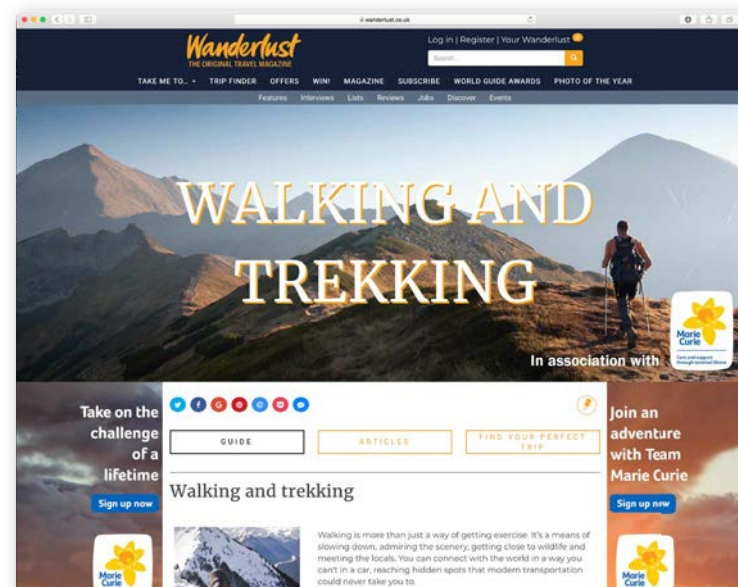 wanderlust.co.uk
Wanderlust
THE ORIGINAL TRAVEL MAGAZINE
Log in | Register | Your Wanderlust
Search
TAKE ME TO... TRIP FINDER OFFERS WIN! MAGAZINE SUBSCRIBE WORLD GUIDE AWARDS PHOTO OF THE YEAR
Features Interviews Lists Reviews Jobs Discover Events
WALKING AND
TREKKING
Marie
Curie
Care and support
through terminal illness
In association with
Take on the
challenge
of a
lifetime
Sign up now
Marie
Curie
GUIDE
ARTICLES
FIND YOUR PERFECT
TRIP
Walking and trekking
Walking is more than just a way of getting exercise. It's a means of
slowing down, admiring the scenery, getting close to wildlife and
meeting the locals. You can connect with the world in a way you
can't in a car, reaching hidden spots that modern transportation
could never take you to.
Join an
adventure
with Team
Marie Curie
Sign up now
Marie
Curie